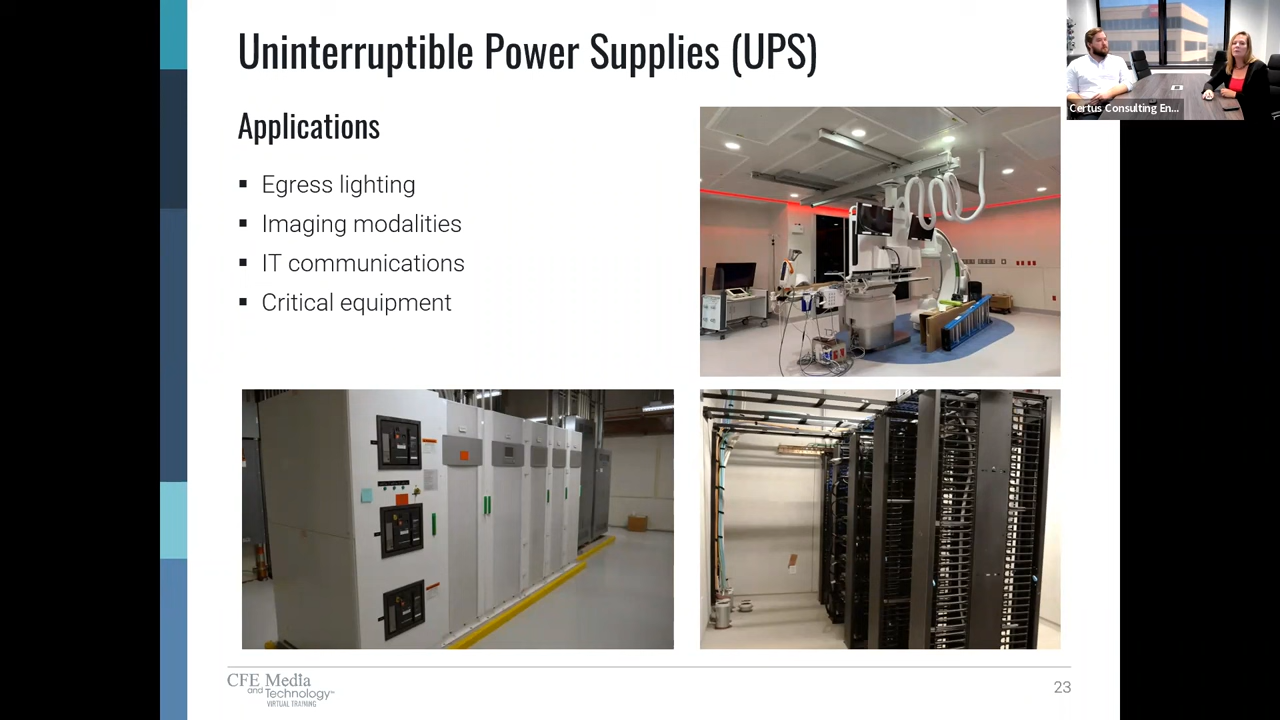 Uninterruptible Power Supplies (UPS)
Certus Consulting En...
Applications
▪ Egress lighting
▪ Imaging modalities
▪ IT communications
▪ Critical equipment
CFE Media
and Technology™
VIRTUAL TRAINING
23